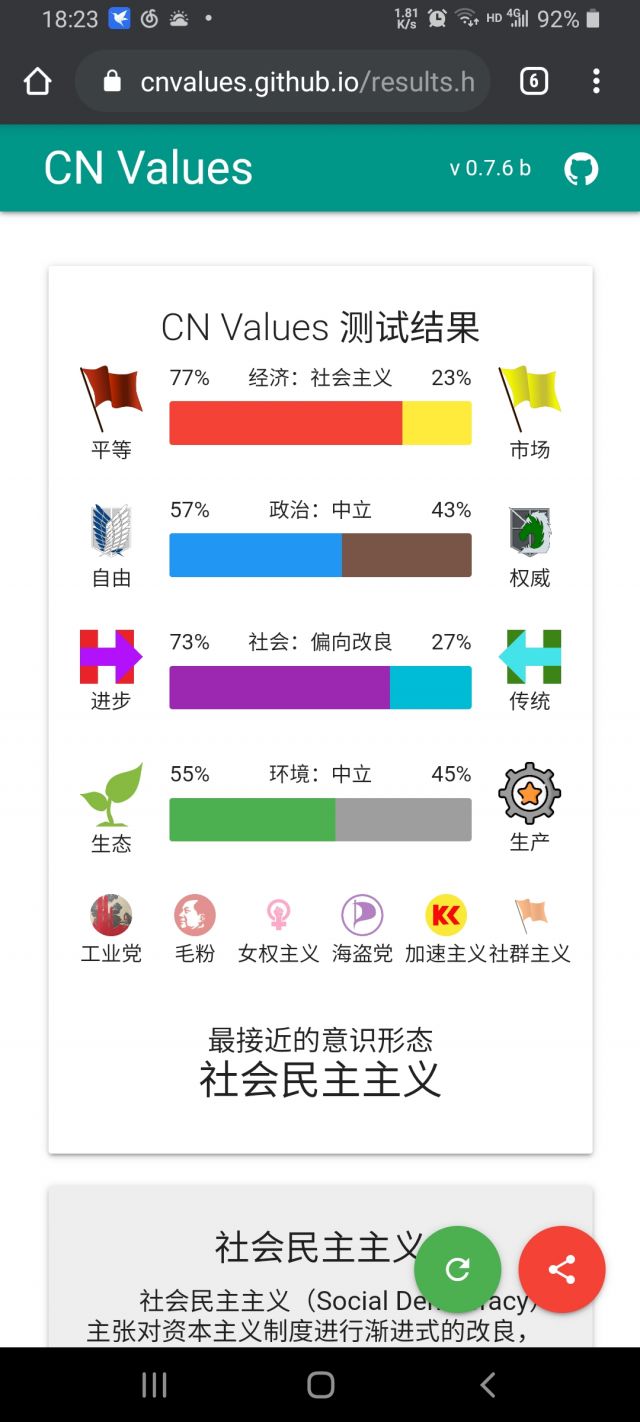 18:23 1.81 K/s HD 4G 92%
cnvalues.github.io/results.h 6
CN Values v 0.7.6 b
CN Values 测试结果
77% 经济：社会主义 23%
平等 市场
57% 政治：中立 43%
自由 权威
73% 社会：偏向改良 27%
进步 传统
55% 环境：中立 45%
生态 生产
工业党 毛粉 女权主义 海盗党 加速主义 社群主义
最接近的意识形态
社会民主主义
社会民主主义
社会民主主义（Social De acy）
主张对资本主义制度进行渐进式的改良，